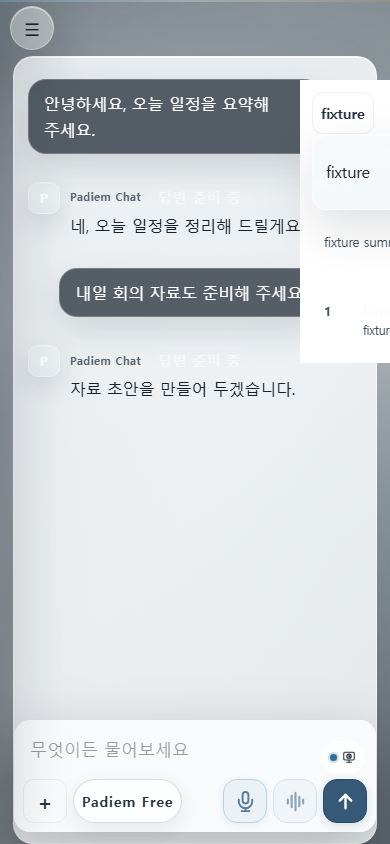 안녕하세요, 오늘 일정을 요약해
주세요.
fixture
fixture
P
Padiem Chat 답변 준비 중
네, 오늘 일정을 정리해 드릴게요
fixture
내일 회의 자료도 준비해 주세요
1
P
Padiem Chat 답변 준비 중
자료 초안을 만들어 두겠습니다.
무엇이든 물어보세요
+ Padiem Free